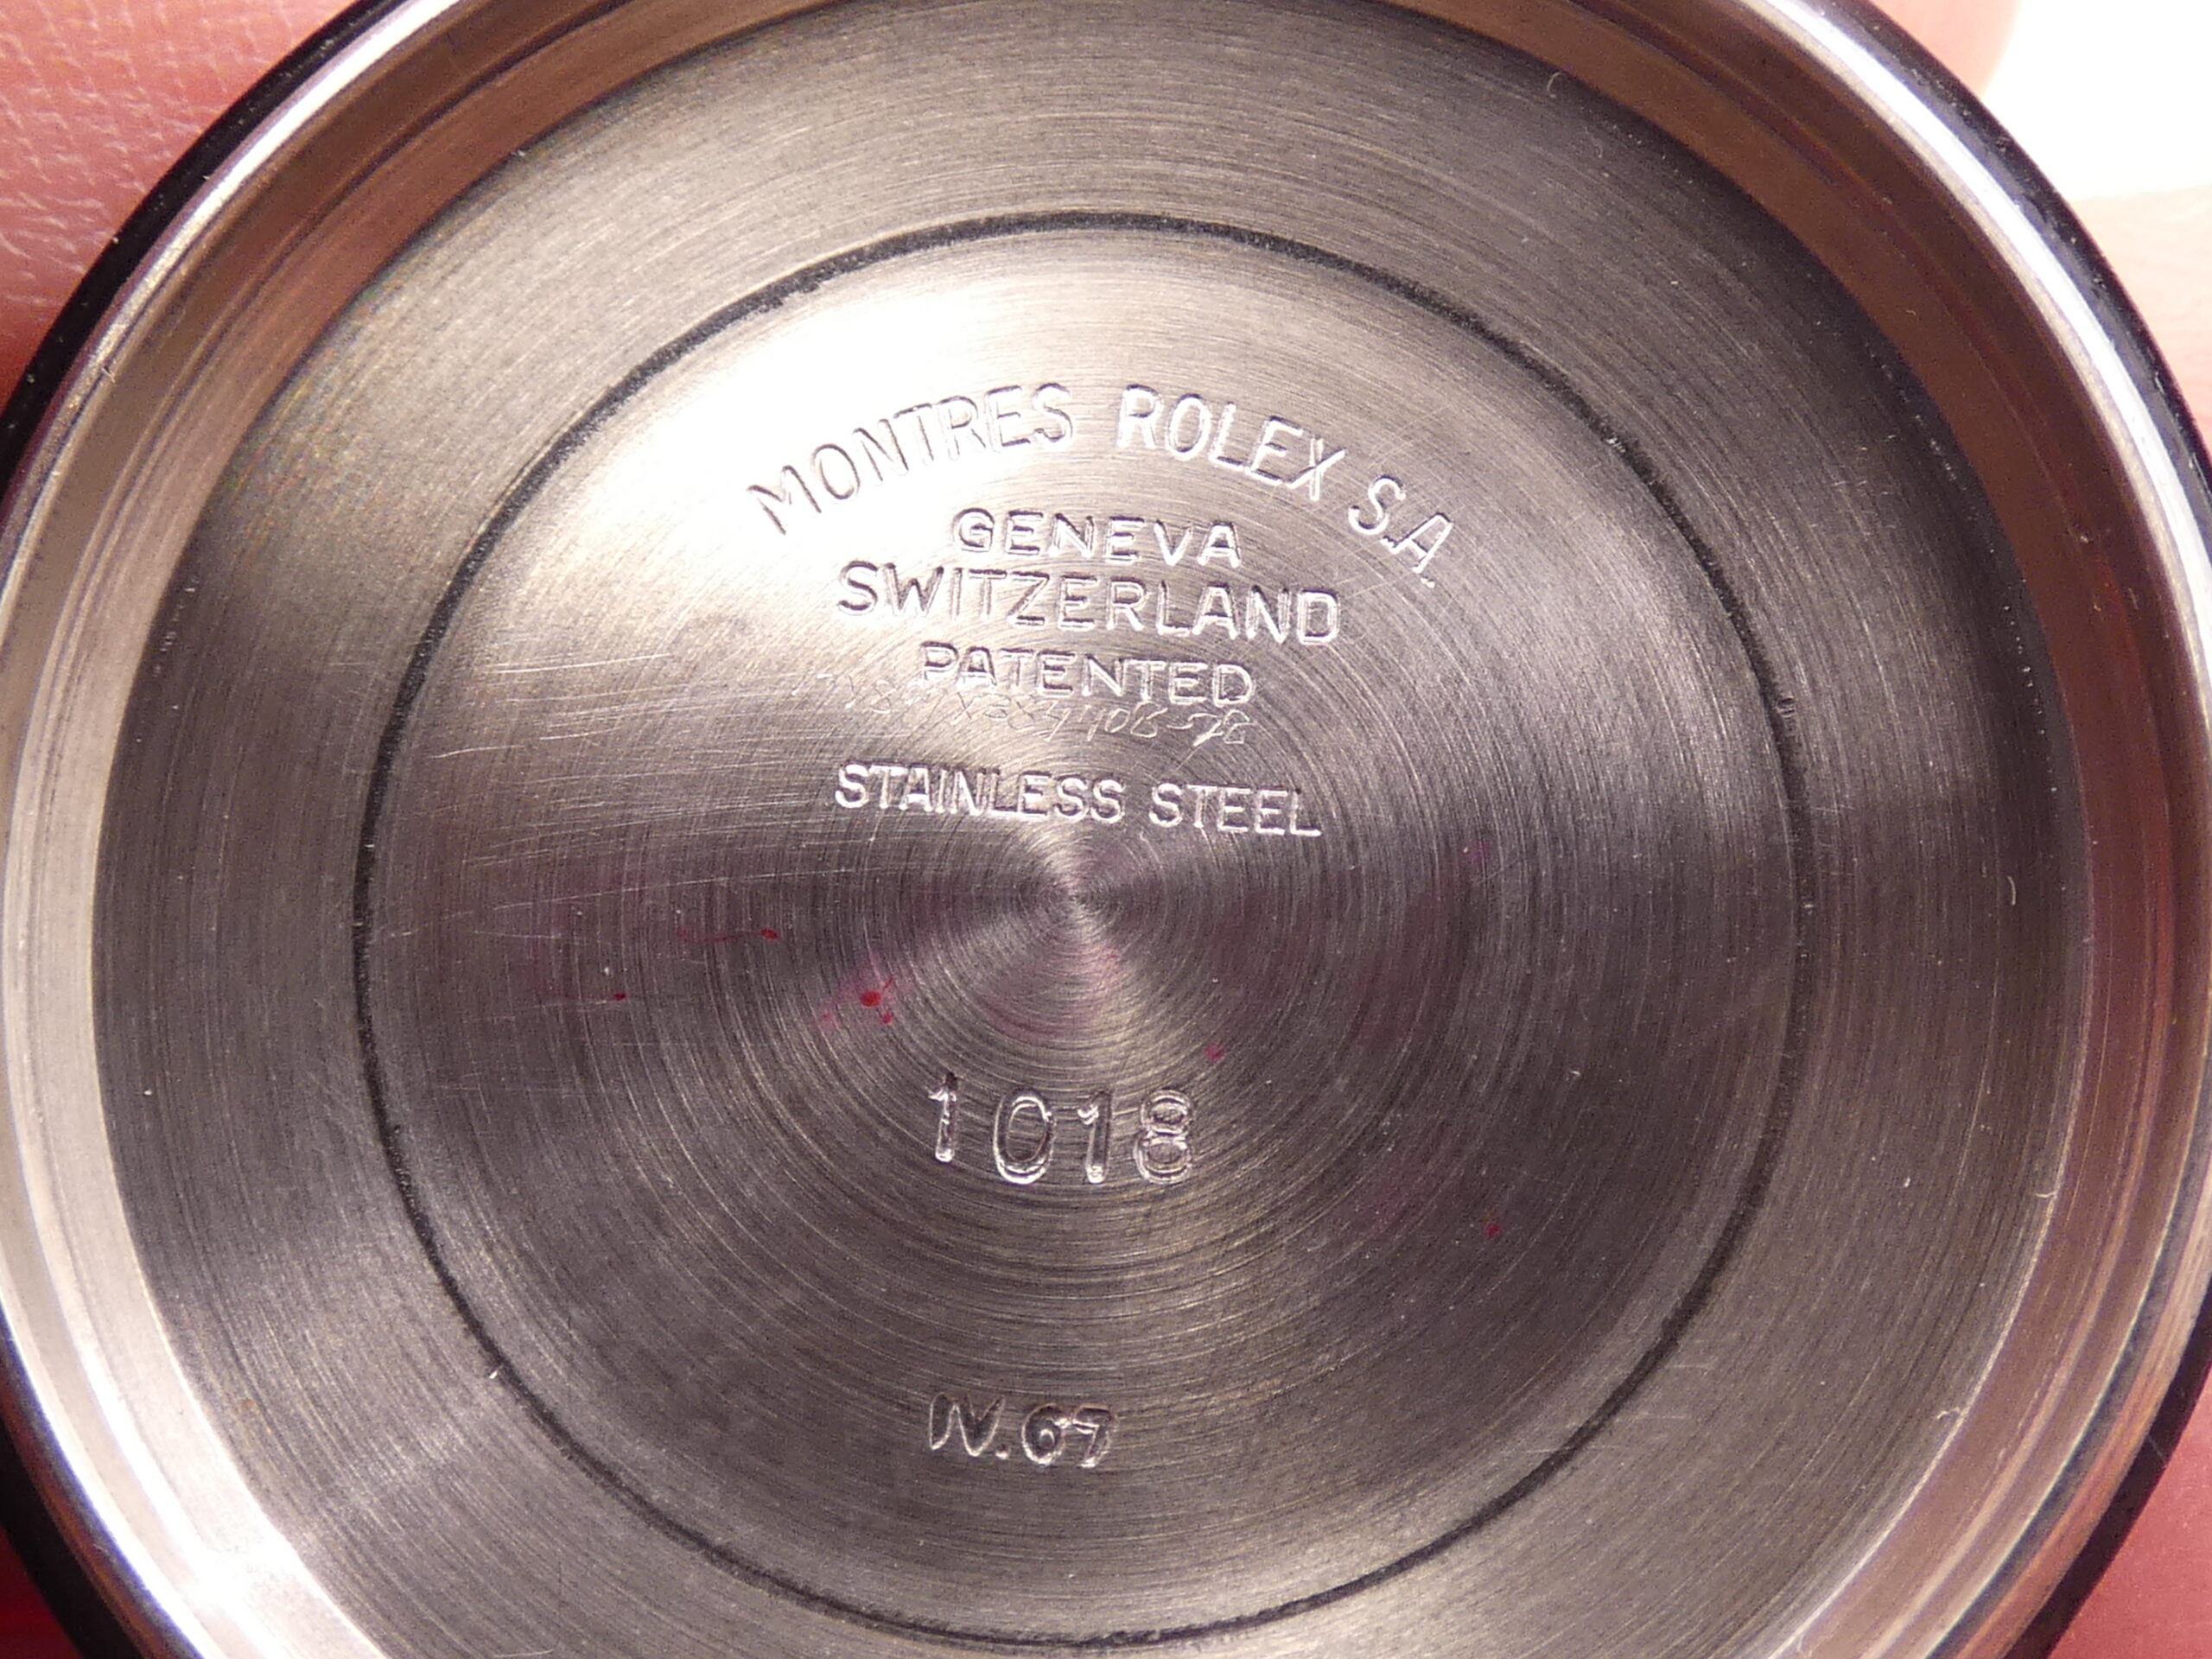 MONTRES ROLEX S.A.
GENEVA
SWITZERLAND
PATENTED
STAINLESS STEEL
1018
IV.67